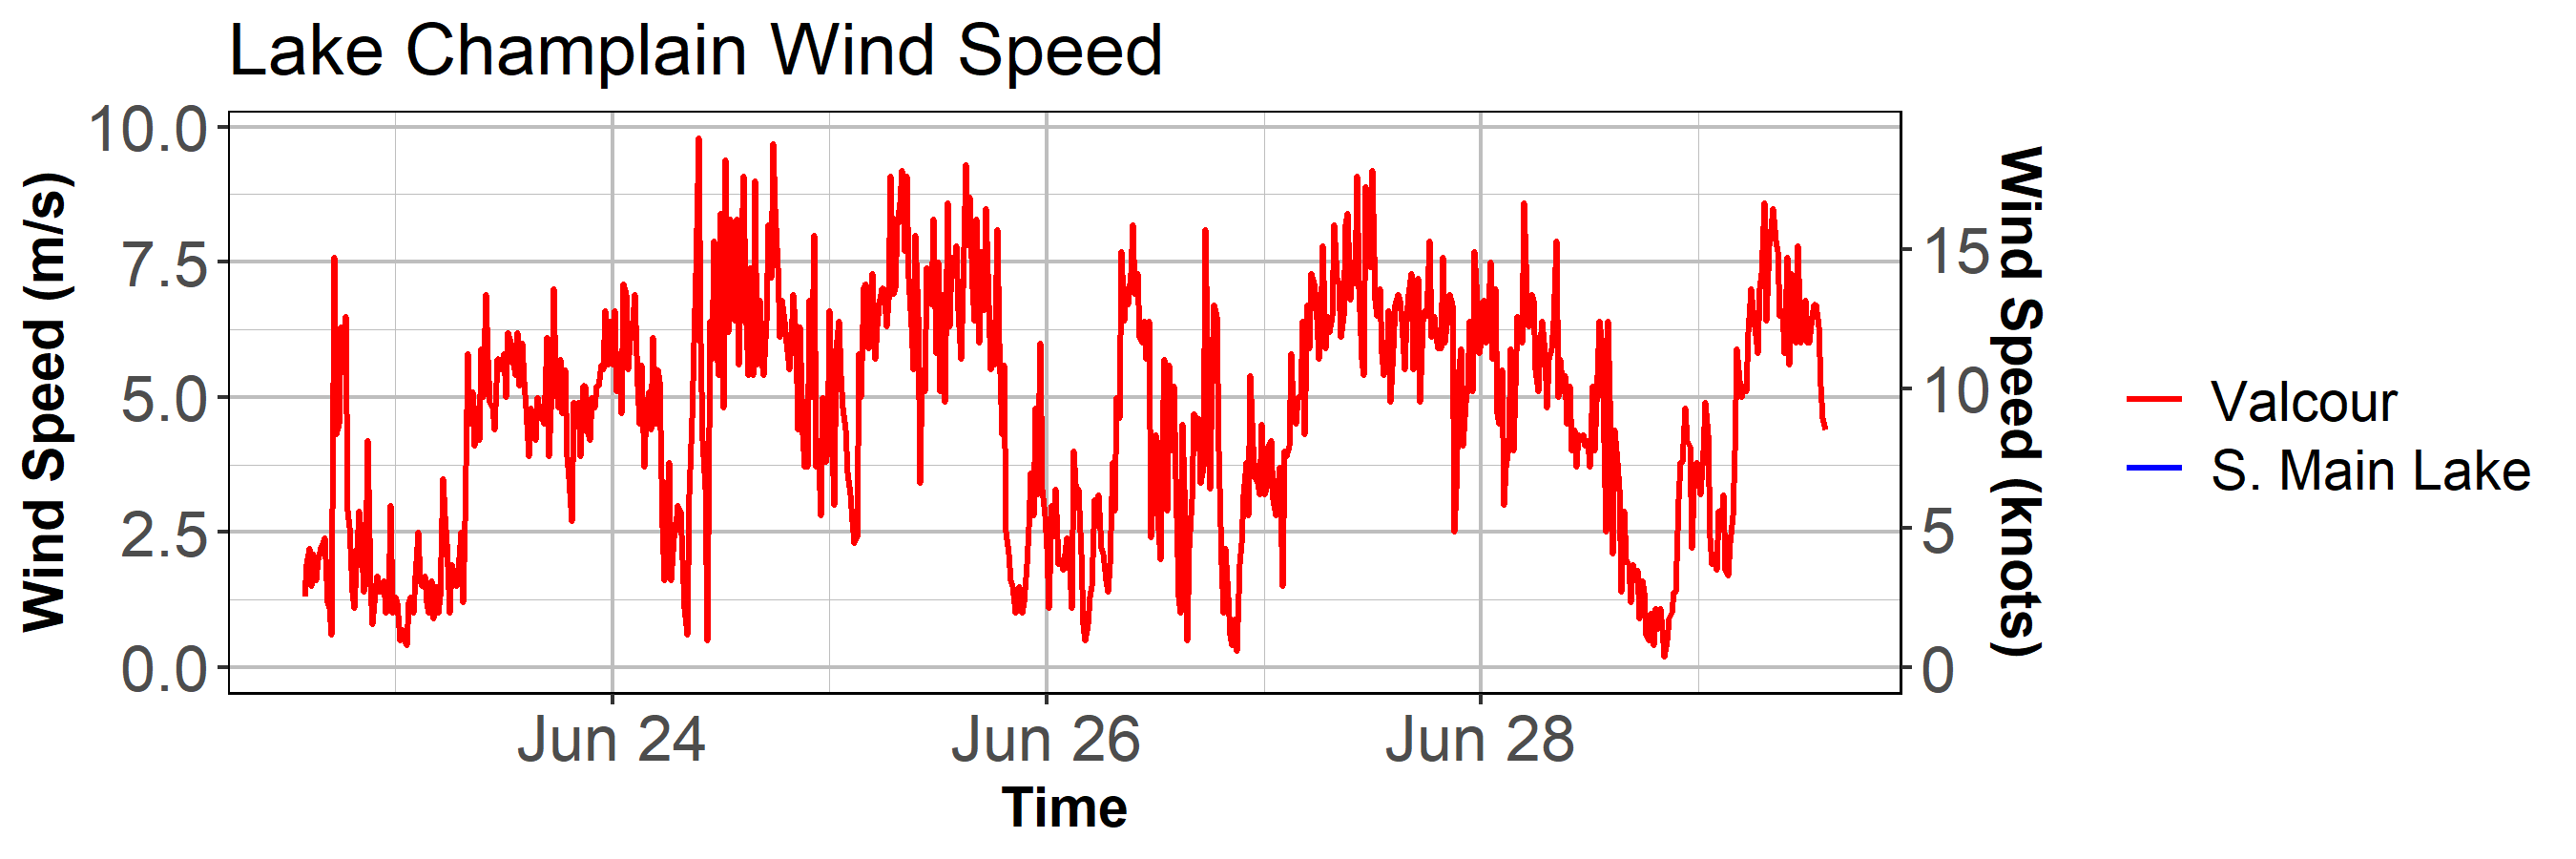 Lake Champlain Wind Speed
10.0
7.5
5.0
2.5
0.0
Wind Speed (m/s)
15
10
5
0
Wind Speed (knots)
Jun 24
Jun 26
Jun 28
Time
Valcour
S. Main Lake